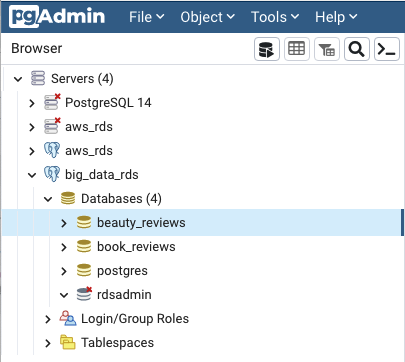 pgAdmin File Object Tools Help
Browser
Servers (4)
PostgreSQL 14
aws_rds
aws_rds
big_data_rds
Databases (4)
beauty_reviews
book_reviews
postgres
rdsadmin
Login/Group Roles
Tablespaces